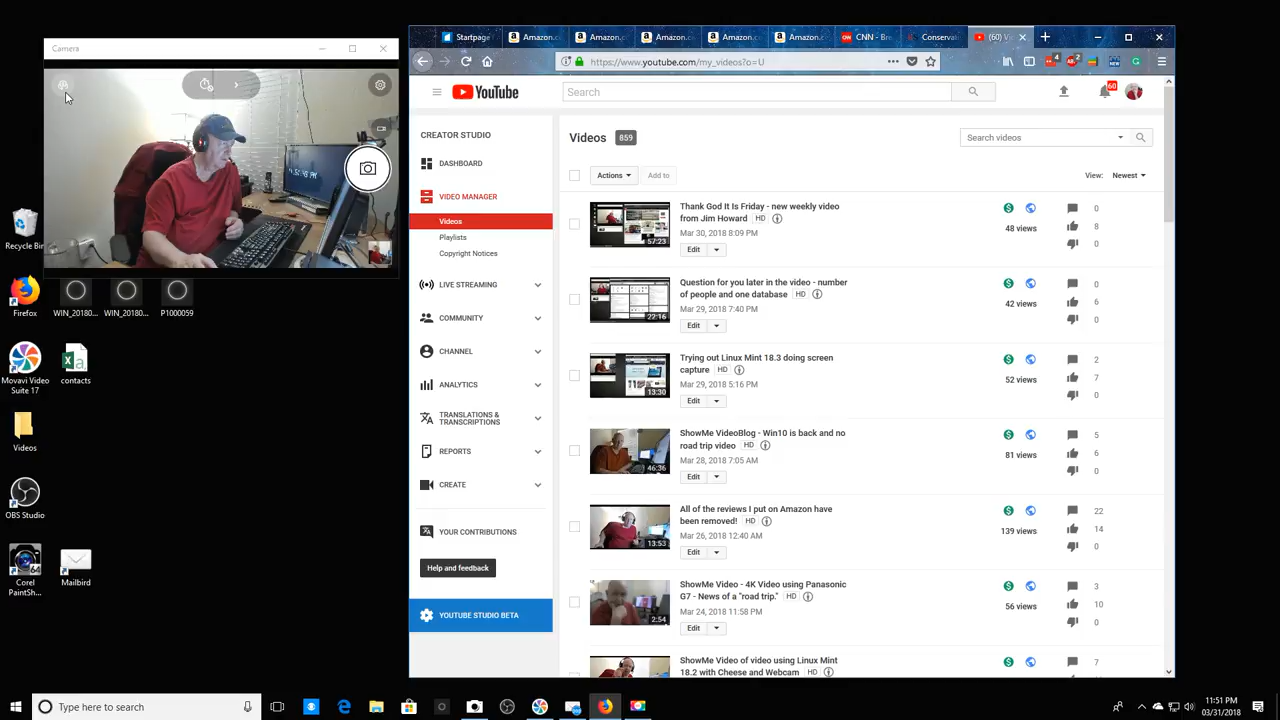 Camera
Startpage
Amazon.c
Amazon.c
Amazon.c
Amazon.c
Amazon.c
CNN - Bre
Conservati
(60) Vi
https://www.youtube.com/my_videos?o=U
4
2
NEW
YouTube
Search
60
CREATOR STUDIO
DASHBOARD
VIDEO MANAGER
Videos
Playlists
Copyright Notices
LIVE STREAMING
COMMUNITY
CHANNEL
ANALYTICS
TRANSLATIONS &
TRANSCRIPTIONS
REPORTS
CREATE
YOUR CONTRIBUTIONS
Help and feedback
YOUTUBE STUDIO BETA
Videos 859
Search videos
Actions
Add to
View: Newest
57:23
Thank God It Is Friday - new weekly video
from Jim Howard HD
Mar 30, 2018 8:09 PM
Edit
48 views
0
8
0
22:16
Question for you later in the video - number
of people and one database HD
Mar 29, 2018 7:40 PM
Edit
42 views
0
6
0
13:30
Trying out Linux Mint 18.3 doing screen
capture HD
Mar 29, 2018 5:16 PM
Edit
52 views
2
7
0
46:36
ShowMe VideoBlog - Win10 is back and no
road trip video HD
Mar 28, 2018 7:05 AM
Edit
81 views
5
6
0
13:53
All of the reviews I put on Amazon have
been removed! HD
Mar 26, 2018 12:40 AM
Edit
139 views
22
14
0
2:54
ShowMe Video - 4K Video using Panasonic
G7 - News of a "road trip." HD
Mar 24, 2018 11:58 PM
Edit
56 views
3
10
0
ShowMe Video of video using Linux Mint
18.2 with Cheese and Webcam HD
7
Recycle Bin
Firefox
WIN_20180...
WIN_20180...
P1000059
Movavi Video
Suite 17
contacts
Videos
OBS Studio
Corel
PaintSh...
64
Mailbird
Type here to search
11:51 PM
03/31/2018